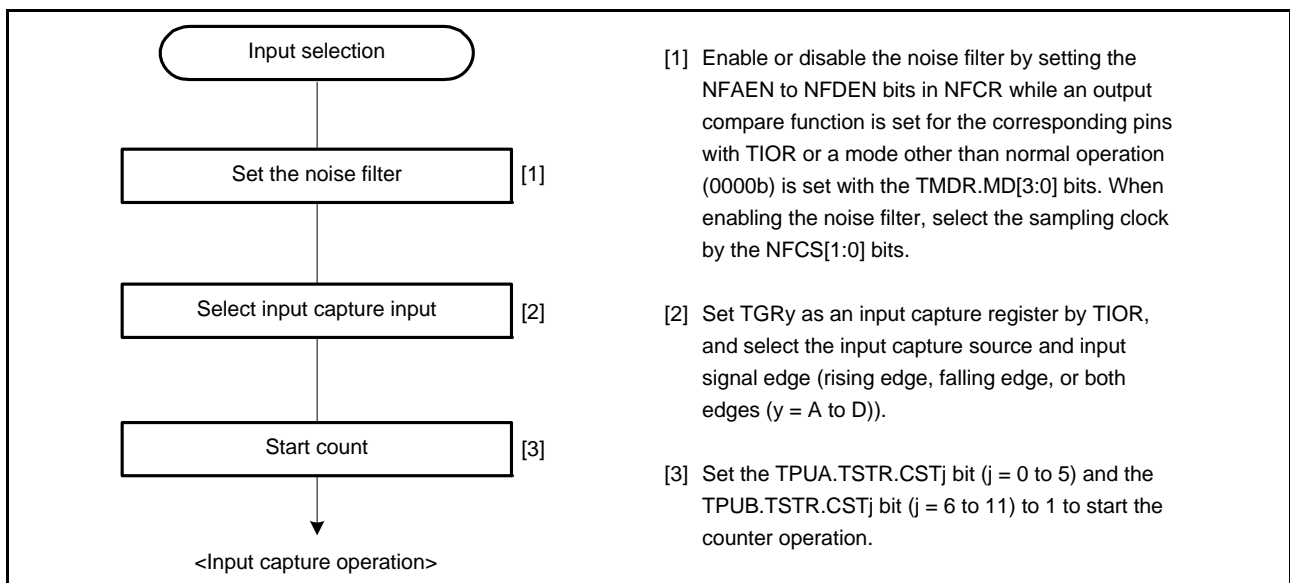 Input selection
Set the noise filter
[1]
Select input capture input
[2]
Start count
[3]
<Input capture operation>
[1] Enable or disable the noise filter by setting the
NFAEN to NFDEN bits in NFCR while an output
compare function is set for the corresponding pins
with TIOR or a mode other than normal operation
(0000b) is set with the TMDR.MD[3:0] bits. When
enabling the noise filter, select the sampling clock
by the NFCS[1:0] bits.
[2] Set TGRy as an input capture register by TIOR,
and select the input capture source and input
signal edge (rising edge, falling edge, or both
edges (y = A to D)).
[3] Set the TPUA.TSTR.CSTj bit (j = 0 to 5) and the
TPUB.TSTR.CSTj bit (j = 6 to 11) to 1 to start the
counter operation.